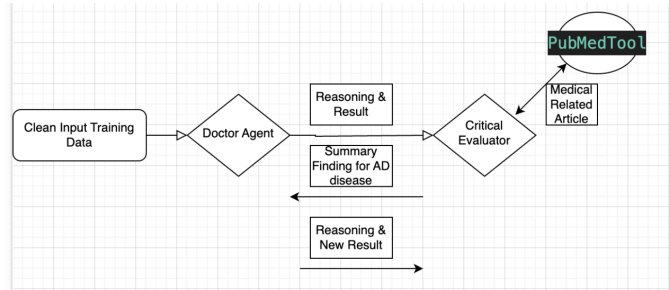 PubMedTool
Medical
Related
Article
Reasoning &
Result
Clean Input Training
Data
Doctor Agent
Critical
Evaluator
Summary
Finding for AD
disease
Reasoning &
New Result